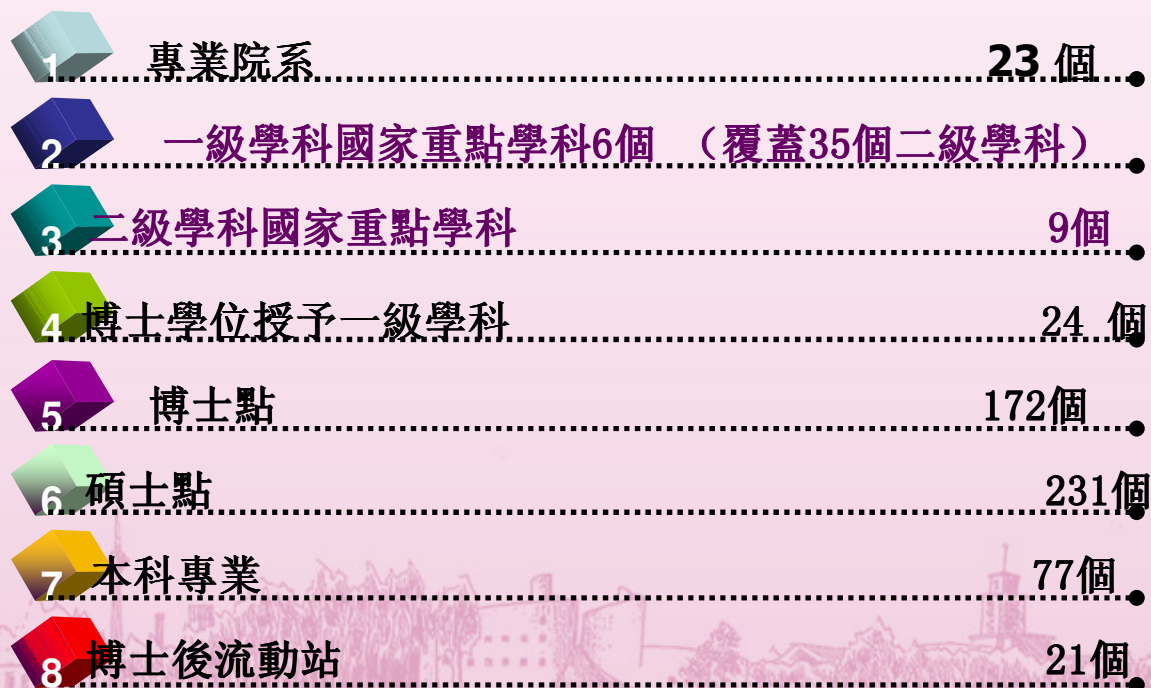 1 專業院系 23 個
2 一級學科國家重點學科6個 （覆蓋35個二級學科）
3 二級學科國家重點學科 9個
4 博士學位授予一級學科 24 個
5 博士點 172個
6 碩士點 231個
7 本科專業 77個
8 博士後流動站 21個